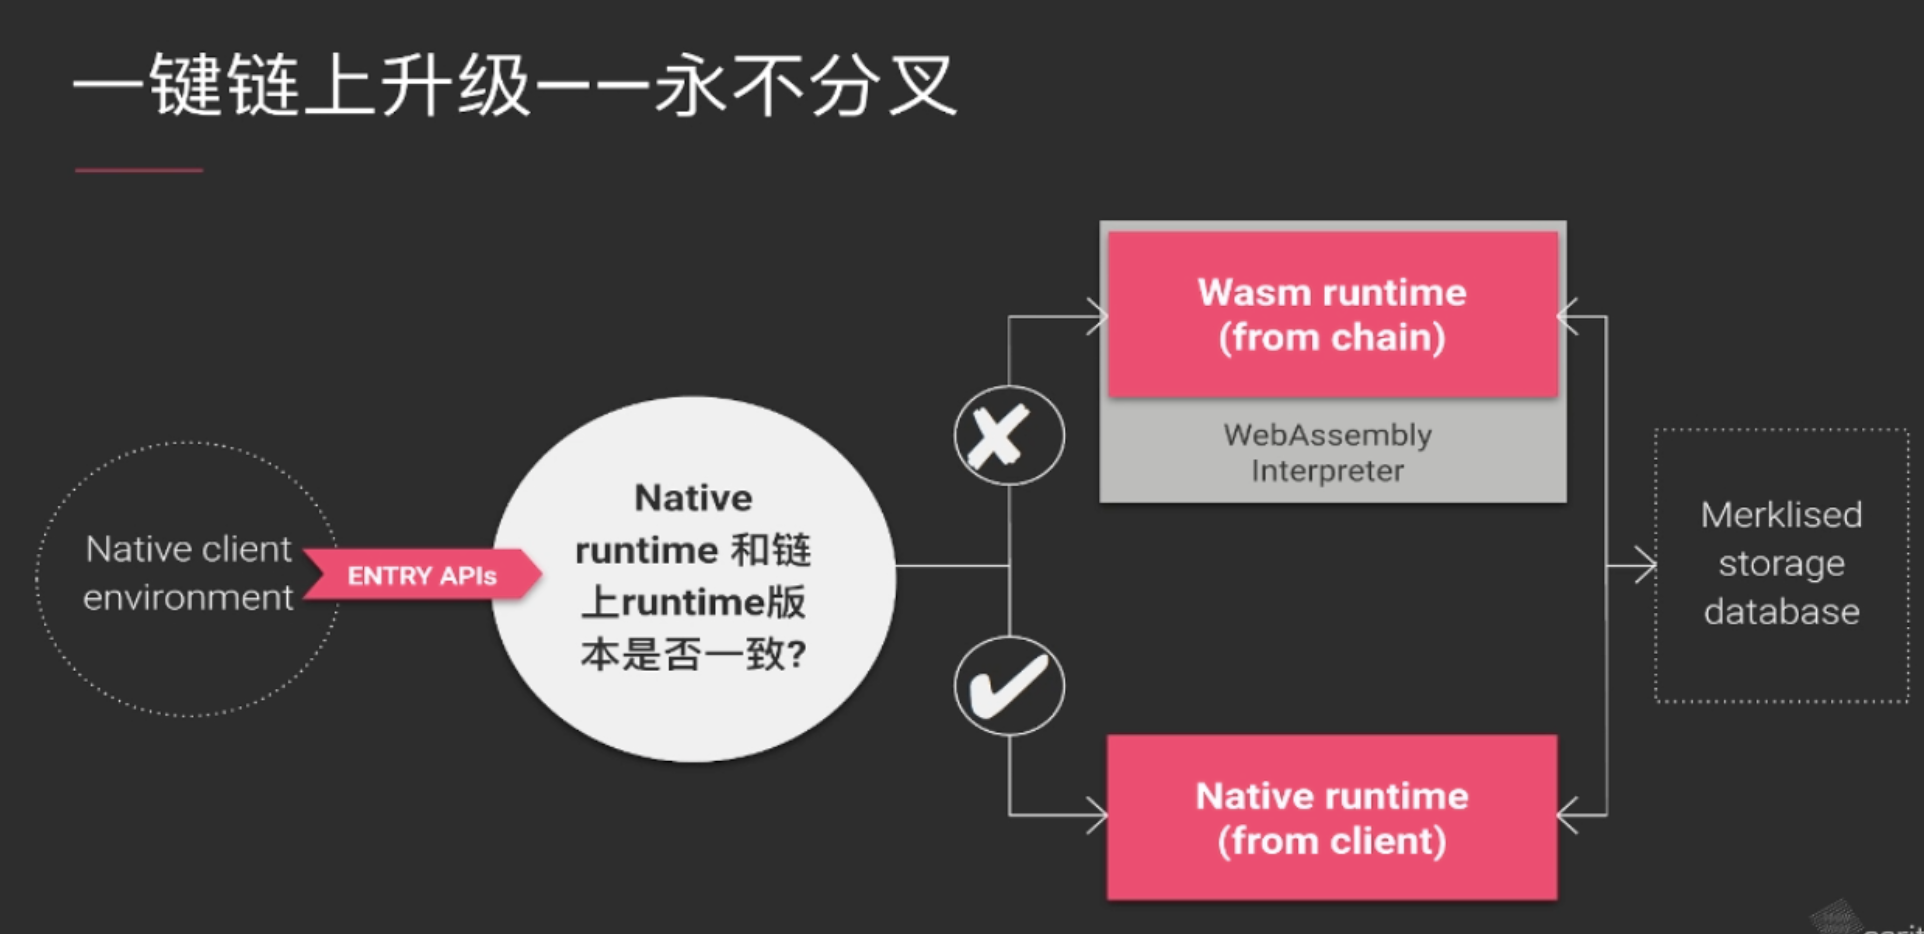 一键链上升级——永不分叉
Native client
environment
ENTRY APIs
Native
runtime 和链
上runtime版
本是否一致?
Wasm runtime
(from chain)
WebAssembly
Interpreter
Native runtime
(from client)
Merklised
storage
database